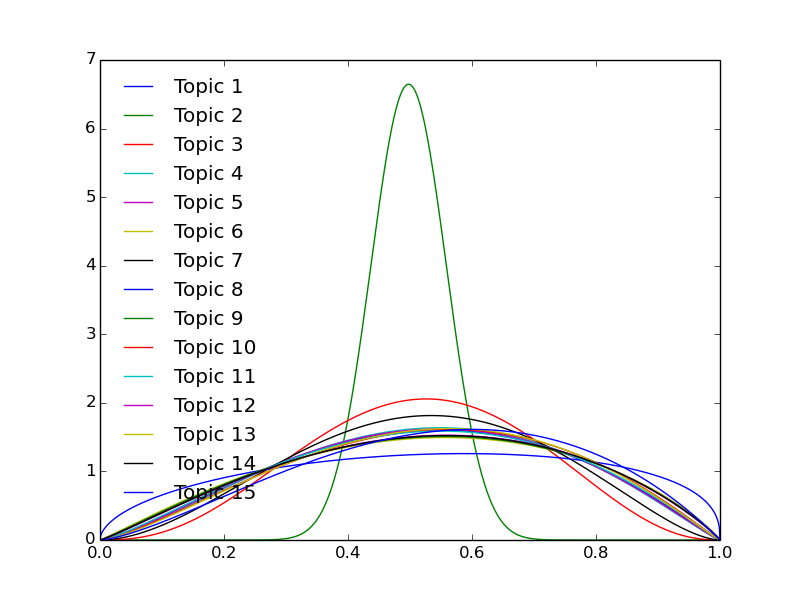 7
6
5
4
3
2
1
0
Topic 1
Topic 2
Topic 3
Topic 4
Topic 5
Topic 6
Topic 7
Topic 8
Topic 9
Topic 10
Topic 11
Topic 12
Topic 13
Topic 14
Topic 15
0.0 0.2 0.4 0.6 0.8 1.0